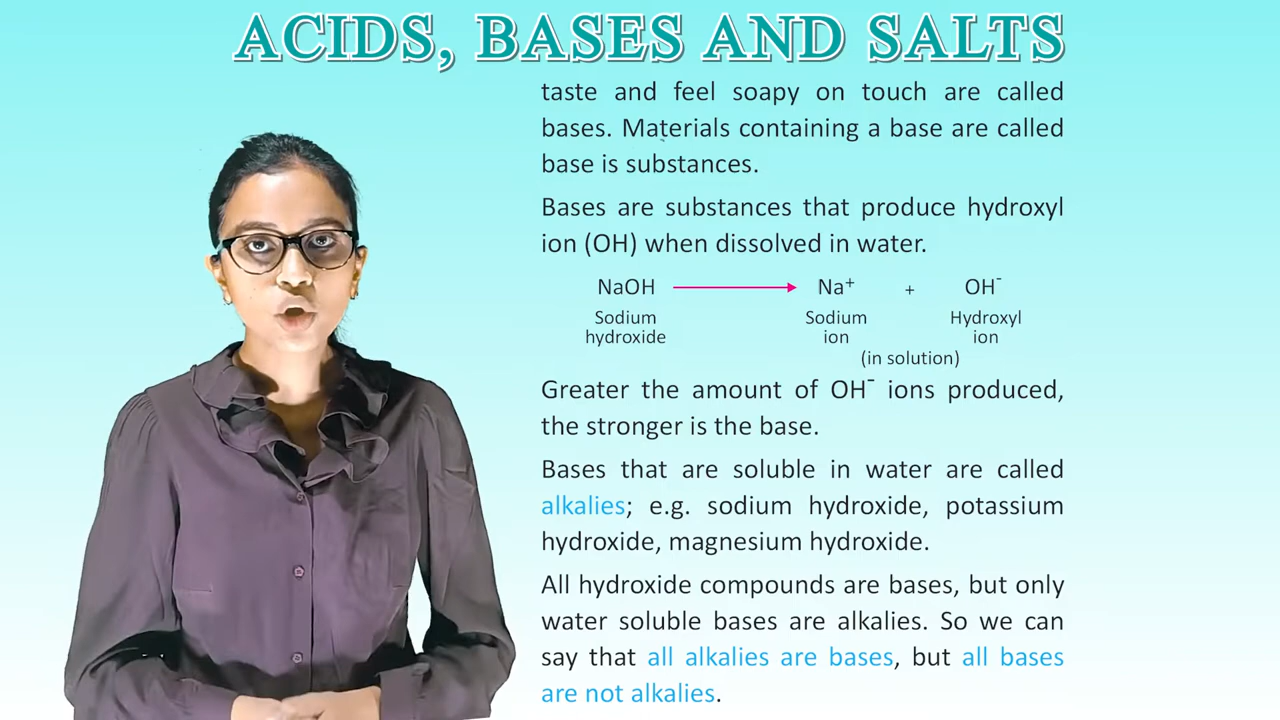 ACIDS, BASES AND SALTS
taste and feel soapy on touch are called
bases. Materials containing a base are called
base is substances.
Bases are substances that produce hydroxyl
ion (OH) when dissolved in water.
NaOH → Na⁺ + OH⁻
Sodium Sodium Hydroxyl
hydroxide ion ion
(in solution)
Greater the amount of OH⁻ ions produced,
the stronger is the base.
Bases that are soluble in water are called
alkalies; e.g. sodium hydroxide, potassium
hydroxide, magnesium hydroxide.
All hydroxide compounds are bases, but only
water soluble bases are alkalies. So we can
say that all alkalies are bases, but all bases
are not alkalies.